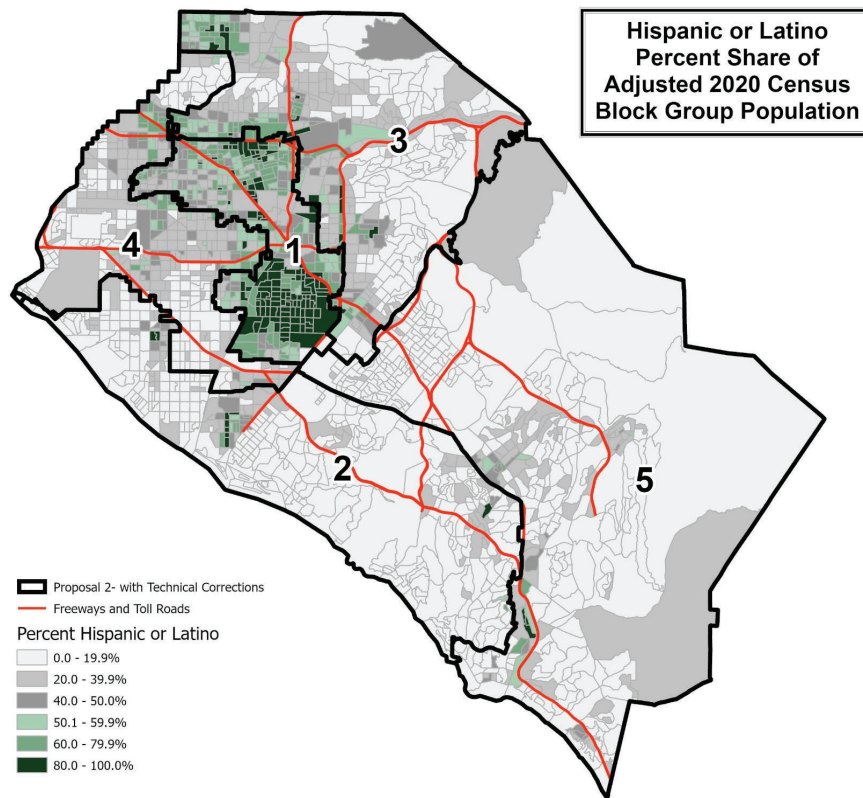 Hispanic or Latino
Percent Share of
Adjusted 2020 Census
Block Group Population
3
4
1
2
5
Proposal 2- with Technical Corrections
Freeways and Toll Roads
Percent Hispanic or Latino
0.0 - 19.9%
20.0 - 39.9%
40.0 - 50.0%
50.1 - 59.9%
60.0 - 79.9%
80.0 - 100.0%